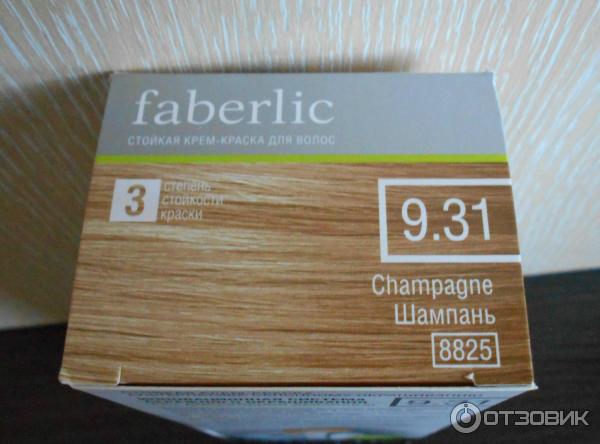 faberlic
СТОЙКАЯ КРЕМ-КРАСКА ДЛЯ ВОЛОС
3
степень
стойкости
краски
9.31
Champagne
Шампань
8825
ОТЗОВИК